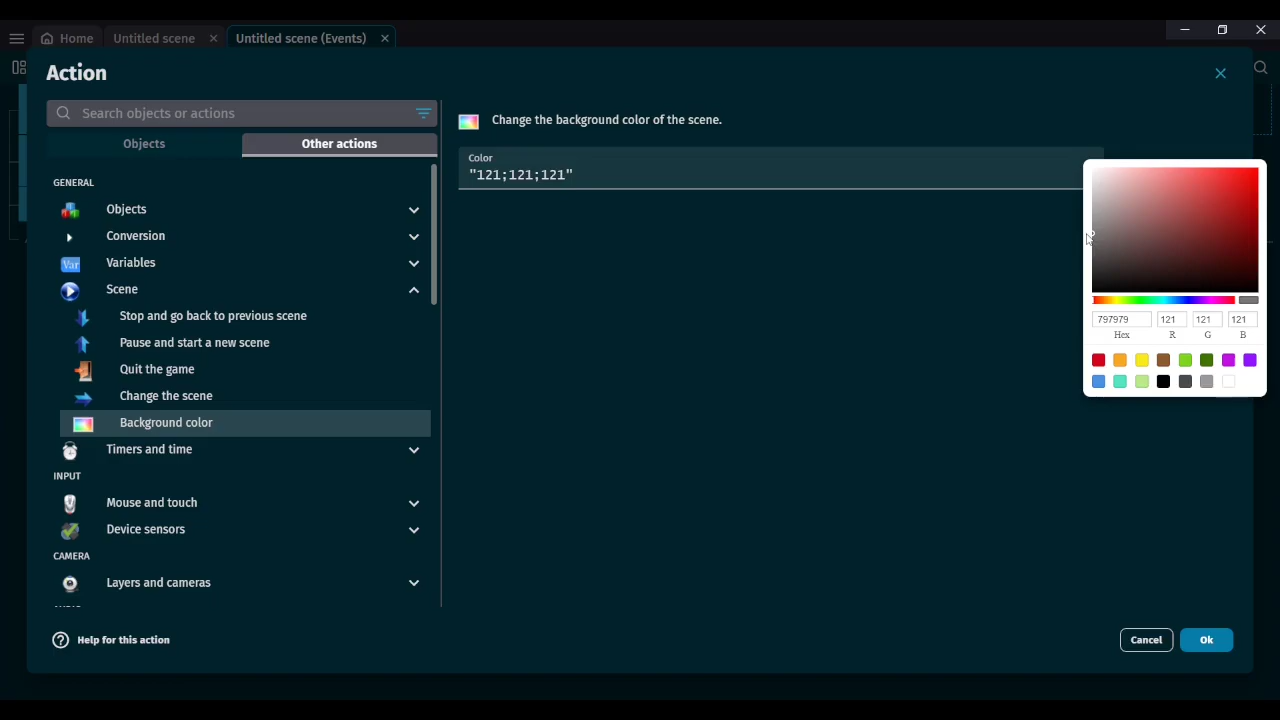 Home
Untitled scene
Untitled scene (Events)
Action
Search objects or actions
Objects
Other actions
GENERAL
Objects
Conversion
Var
Variables
Scene
Stop and go back to previous scene
Pause and start a new scene
Quit the game
Change the scene
Background color
Timers and time
INPUT
Mouse and touch
Device sensors
CAMERA
Layers and cameras
Help for this action
Change the background color of the scene.
Color
"121;121;121"
797979 121 121 121
Hex R G B
Cancel
Ok